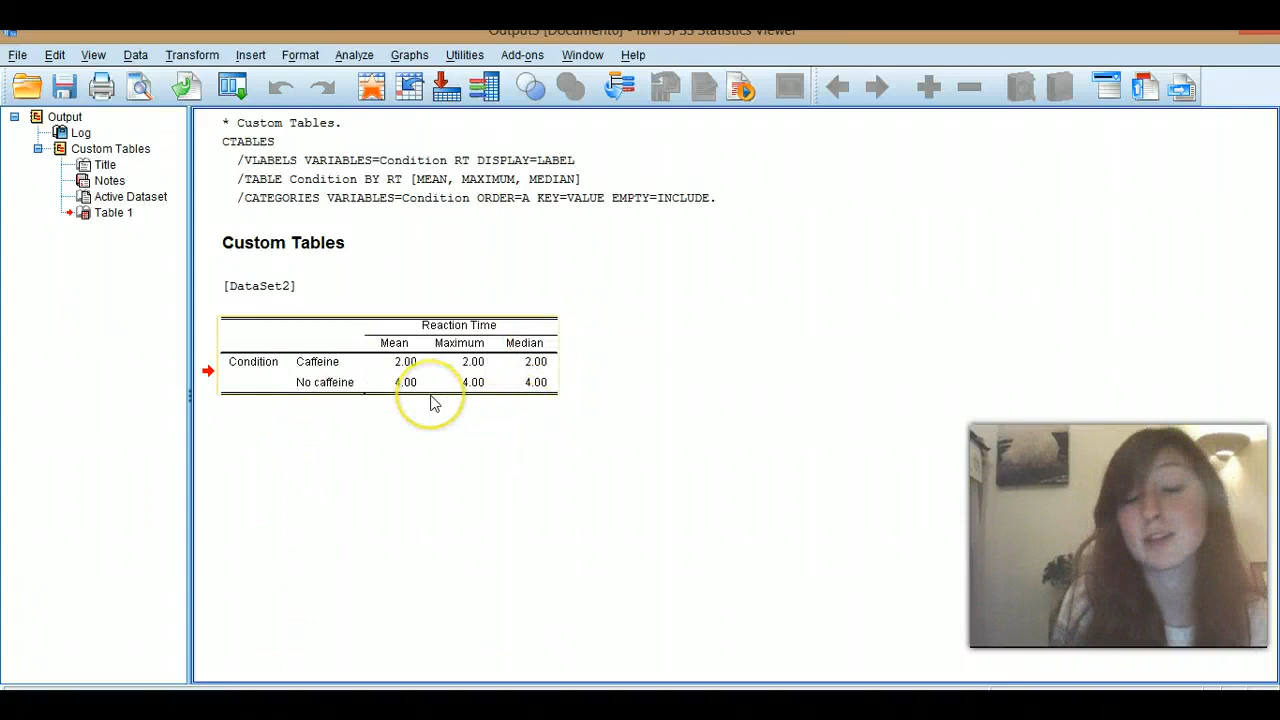 Output3 [Document6] - IBM SPSS Statistics Viewer
File Edit View Data Transform Insert Format Analyze Graphs Utilities Add-ons Window Help
Output
Log
Custom Tables
Title
Notes
Active Dataset
Table 1
* Custom Tables.
CTABLES
/VLABELS VARIABLES=Condition RT DISPLAY=LABEL
/TABLE Condition BY RT [MEAN, MAXIMUM, MEDIAN]
/CATEGORIES VARIABLES=Condition ORDER=A KEY=VALUE EMPTY=INCLUDE.
Custom Tables
[DataSet2]
Reaction Time
Mean Maximum Median
Condition Caffeine 2.00 2.00 2.00
No caffeine 4.00 4.00 4.00